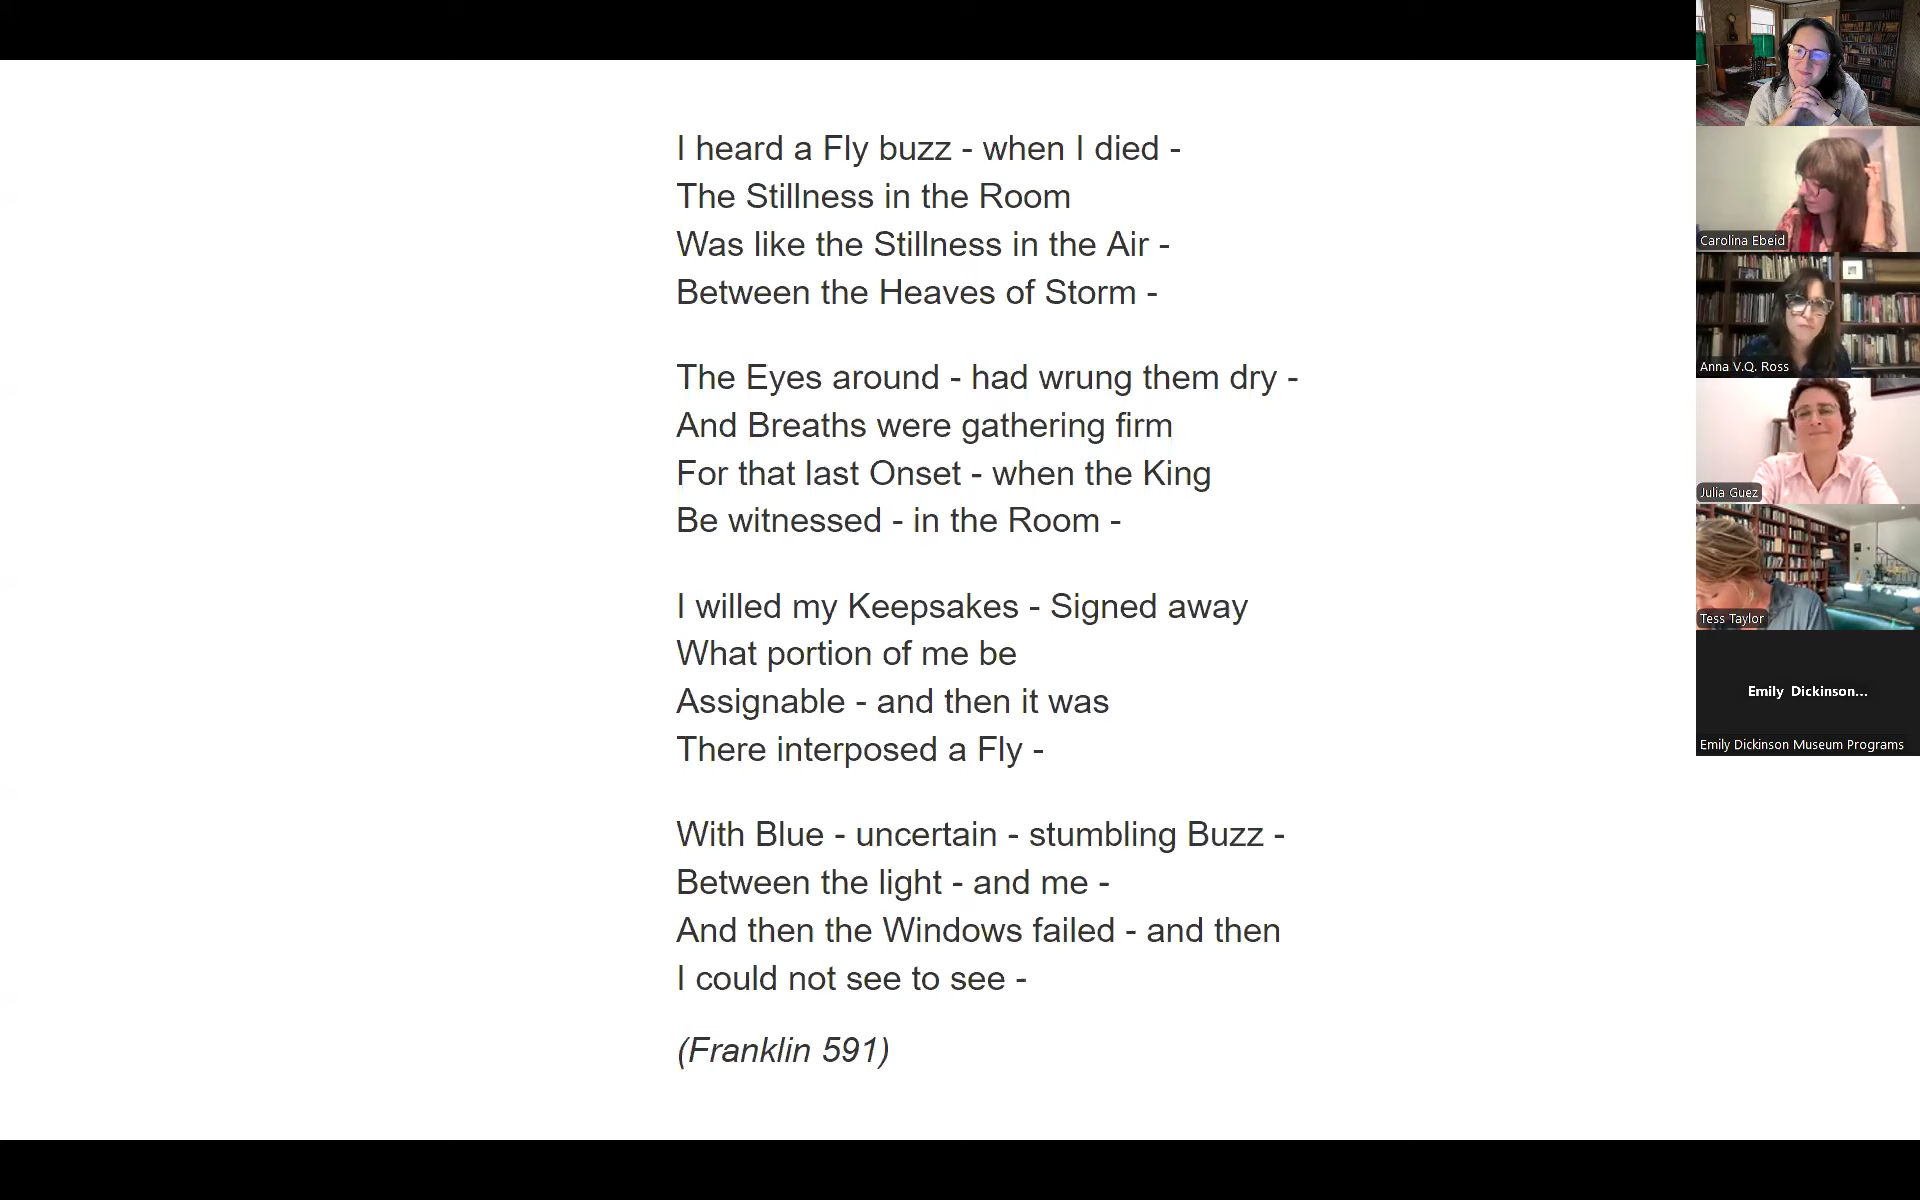 I heard a Fly buzz - when I died -
The Stillness in the Room
Was like the Stillness in the Air -
Between the Heaves of Storm -
The Eyes around - had wrung them dry -
And Breaths were gathering firm
For that last Onset - when the King
Be witnessed - in the Room -
I willed my Keepsakes - Signed away
What portion of me be
Assignable - and then it was
There interposed a Fly -
With Blue - uncertain - stumbling Buzz -
Between the light - and me -
And then the Windows failed - and then
I could not see to see -
(Franklin 591)
Carolina Ebeid
Anna V.Q. Ross
Julia Guez
Tess Taylor
Emily Dickinson...
Emily Dickinson Museum Programs